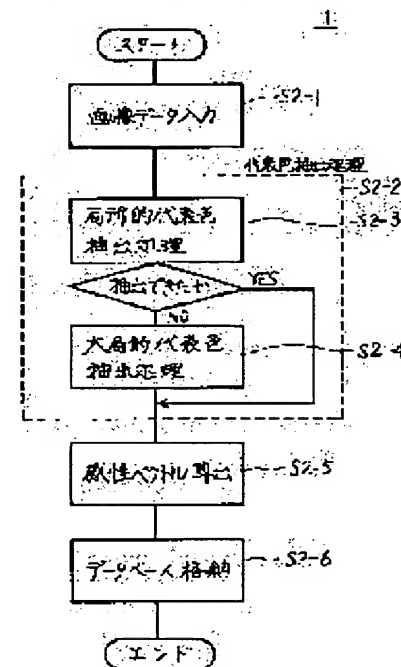 1
スタート
画像データ入力
S2-1
代表色抽出処理
S2-2
局所的代表色
抽出処理
S2-3
抽出できたか
YES
NO
大局的代表色
抽出処理
S2-4
感性ベクトル算出
S2-5
データベース格納
S2-6
エンド